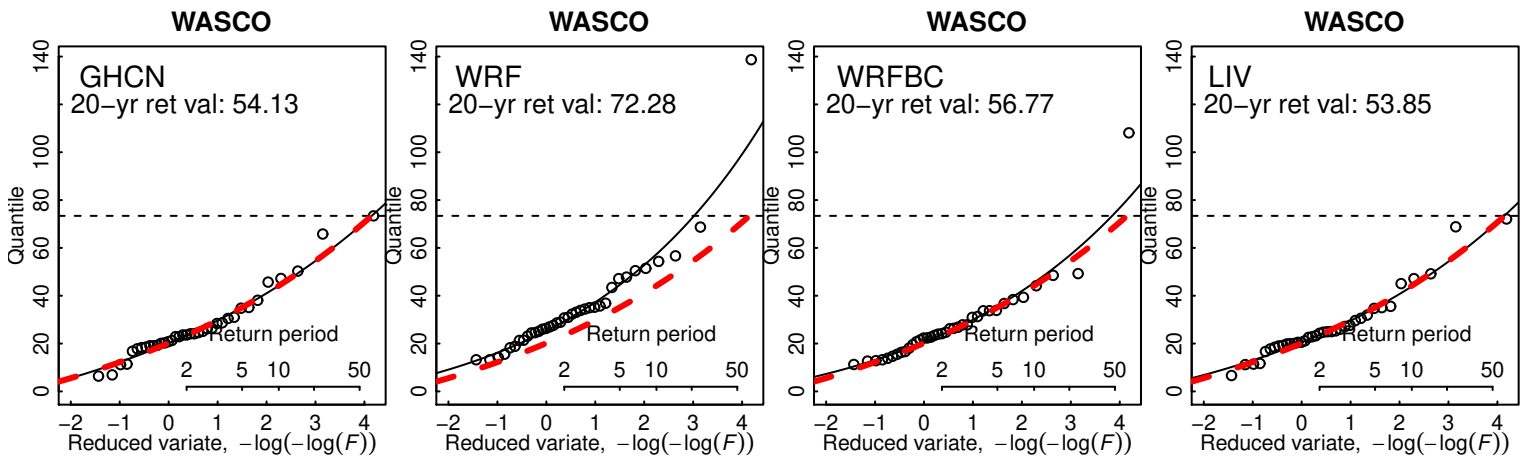 WASCO
GHCN
20−yr ret val: 54.13
Quantile
0 20 40 60 80 100 140
Return period
2 5 10 50
−2 −1 0 1 2 3 4
Reduced variate, −log(−log(F))
WASCO
WRF
20−yr ret val: 72.28
Quantile
0 20 40 60 80 100 140
Return period
2 5 10 50
−2 −1 0 1 2 3 4
Reduced variate, −log(−log(F))
WASCO
WRFBC
20−yr ret val: 56.77
Quantile
0 20 40 60 80 100 140
Return period
2 5 10 50
−2 −1 0 1 2 3 4
Reduced variate, −log(−log(F))
WASCO
LIV
20−yr ret val: 53.85
Quantile
0 20 40 60 80 100 140
Return period
2 5 10 50
−2 −1 0 1 2 3 4
Reduced variate, −log(−log(F))